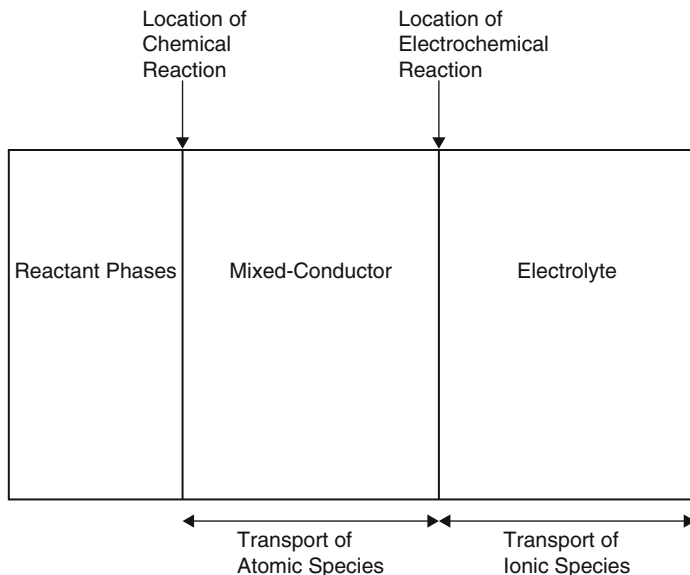 Location of
Chemical
Reaction
Location of
Electrochemical
Reaction
Reactant Phases
Mixed-Conductor
Electrolyte
Transport of
Atomic Species
Transport of
Ionic Species